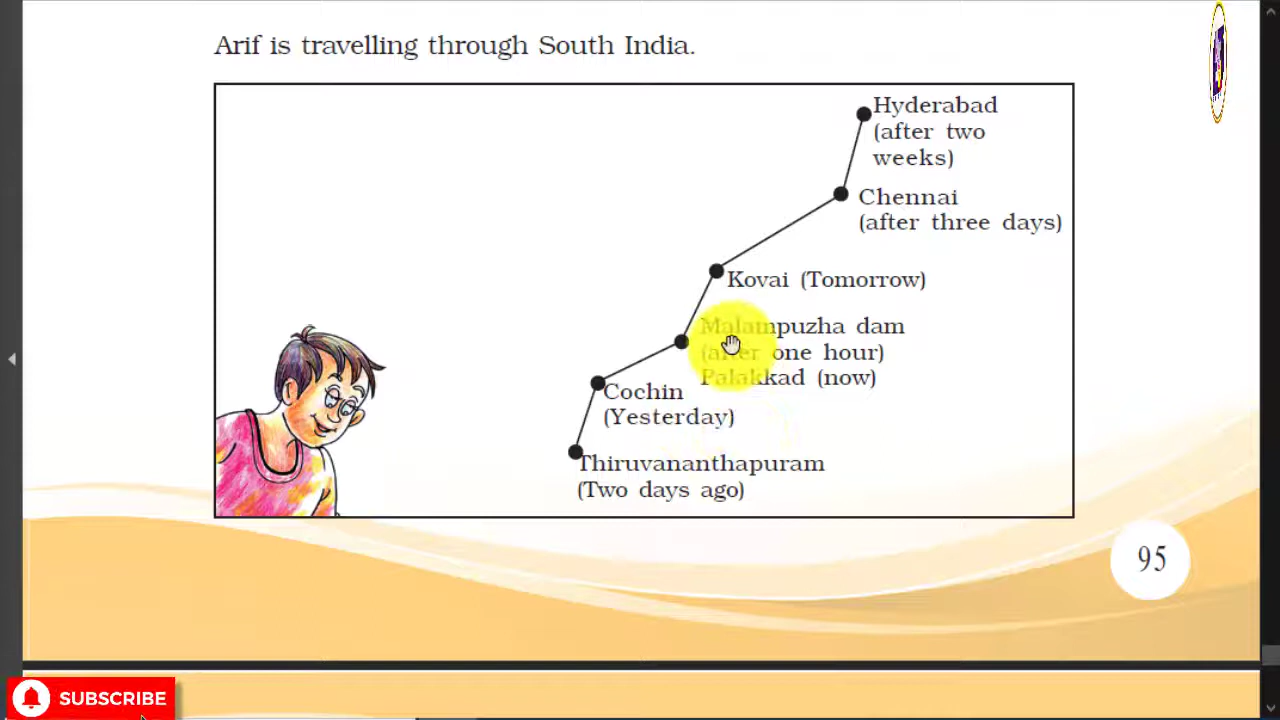 Arif is travelling through South India.
Hyderabad
(after two
weeks)
Chennai
(after three days)
Kovai (Tomorrow)
Malampuzha dam
(after one hour)
Palakkad (now)
Cochin
(Yesterday)
Thiruvananthapuram
(Two days ago)
95
SUBSCRIBE